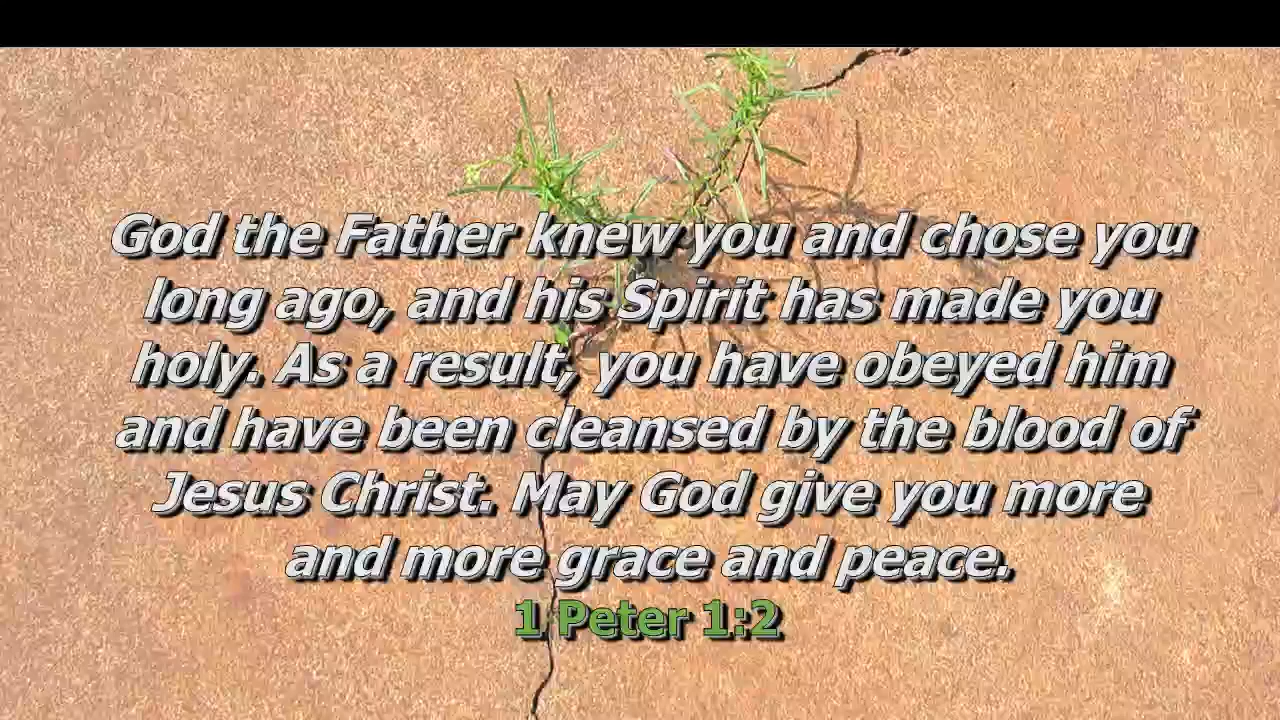 God the Father knew you and chose you
long ago, and his Spirit has made you
holy. As a result, you have obeyed him
and have been cleansed by the blood of
Jesus Christ. May God give you more
and more grace and peace.
1 Peter 1:2